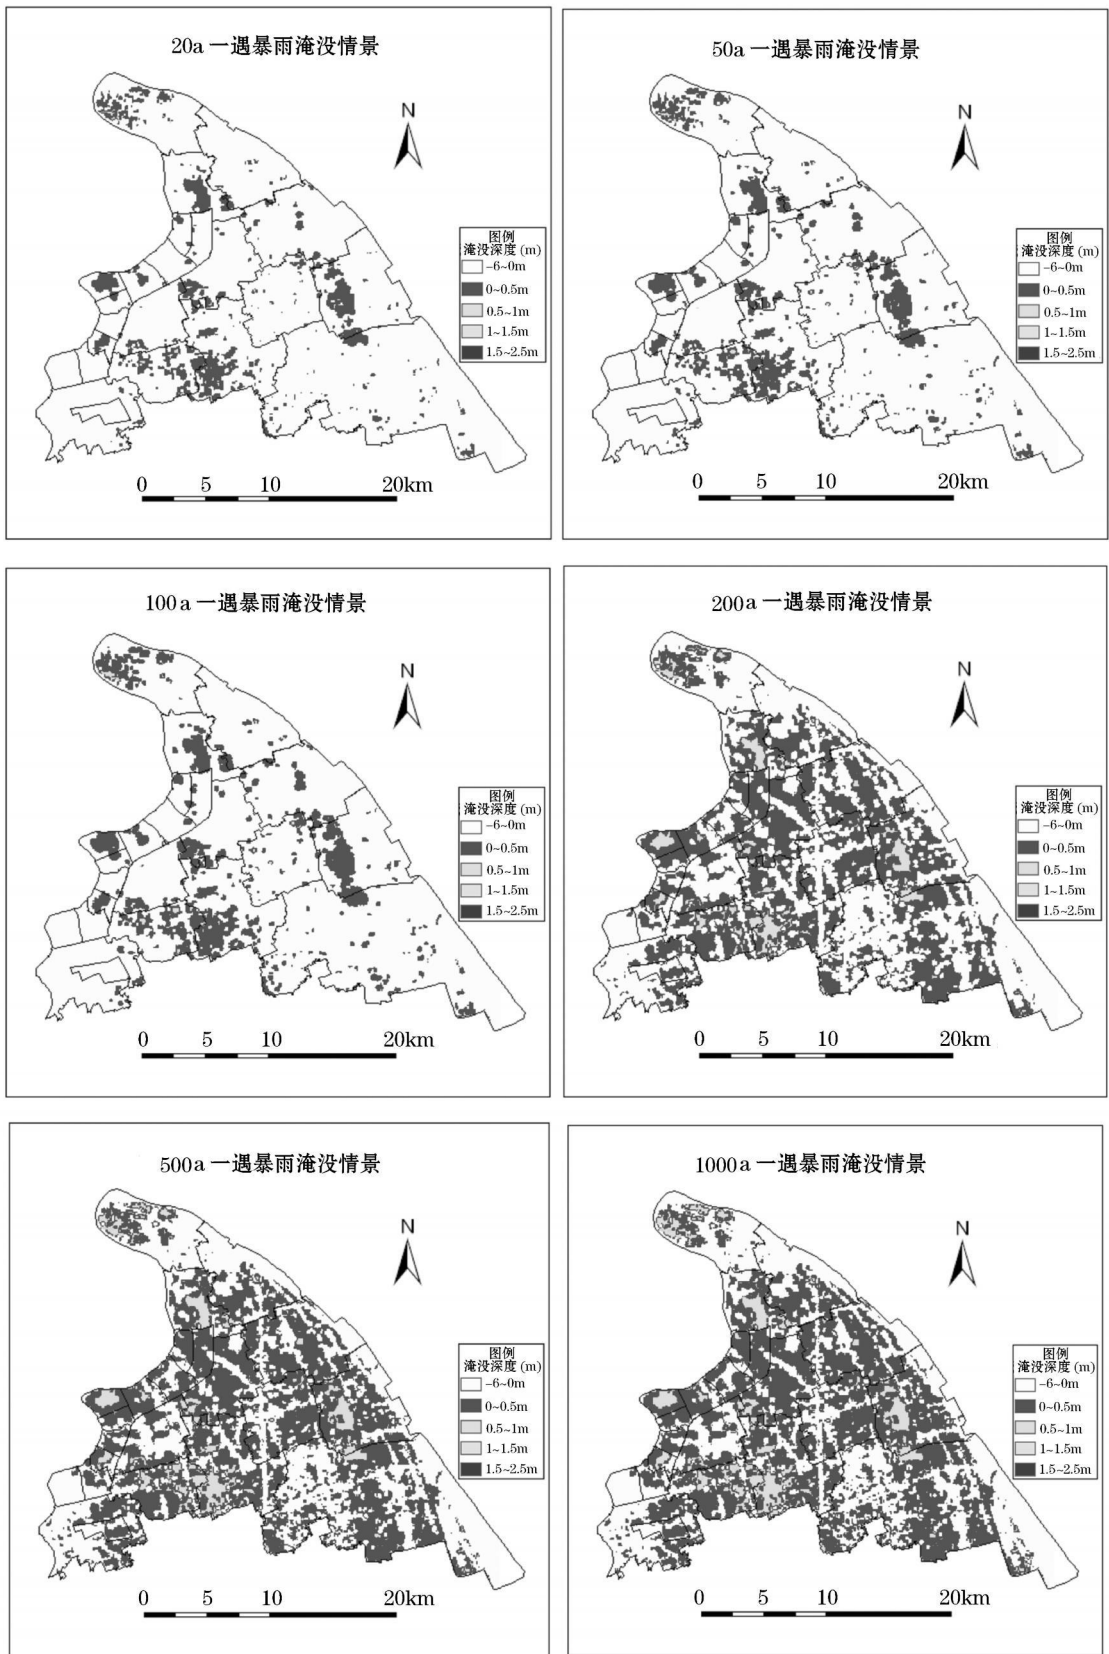 20a 一遇暴雨淹没情景
N
图例
淹没深度 (m)
-6~0m
0~0.5m
0.5~1m
1~1.5m
1.5~2.5m
0 5 10 20km
50a 一遇暴雨淹没情景
N
图例
淹没深度 (m)
-6~0m
0~0.5m
0.5~1m
1~1.5m
1.5~2.5m
0 5 10 20km
100a 一遇暴雨淹没情景
N
图例
淹没深度 (m)
-6~0m
0~0.5m
0.5~1m
1~1.5m
1.5~2.5m
0 5 10 20km
200a 一遇暴雨淹没情景
N
图例
淹没深度 (m)
-6~0m
0~0.5m
0.5~1m
1~1.5m
1.5~2.5m
0 5 10 20km
500a 一遇暴雨淹没情景
N
图例
淹没深度 (m)
-6~0m
0~0.5m
0.5~1m
1~1.5m
1.5~2.5m
0 5 10 20km
1000a 一遇暴雨淹没情景
N
图例
淹没深度 (m)
-6~0m
0~0.5m
0.5~1m
1~1.5m
1.5~2.5m
0 5 10 20km